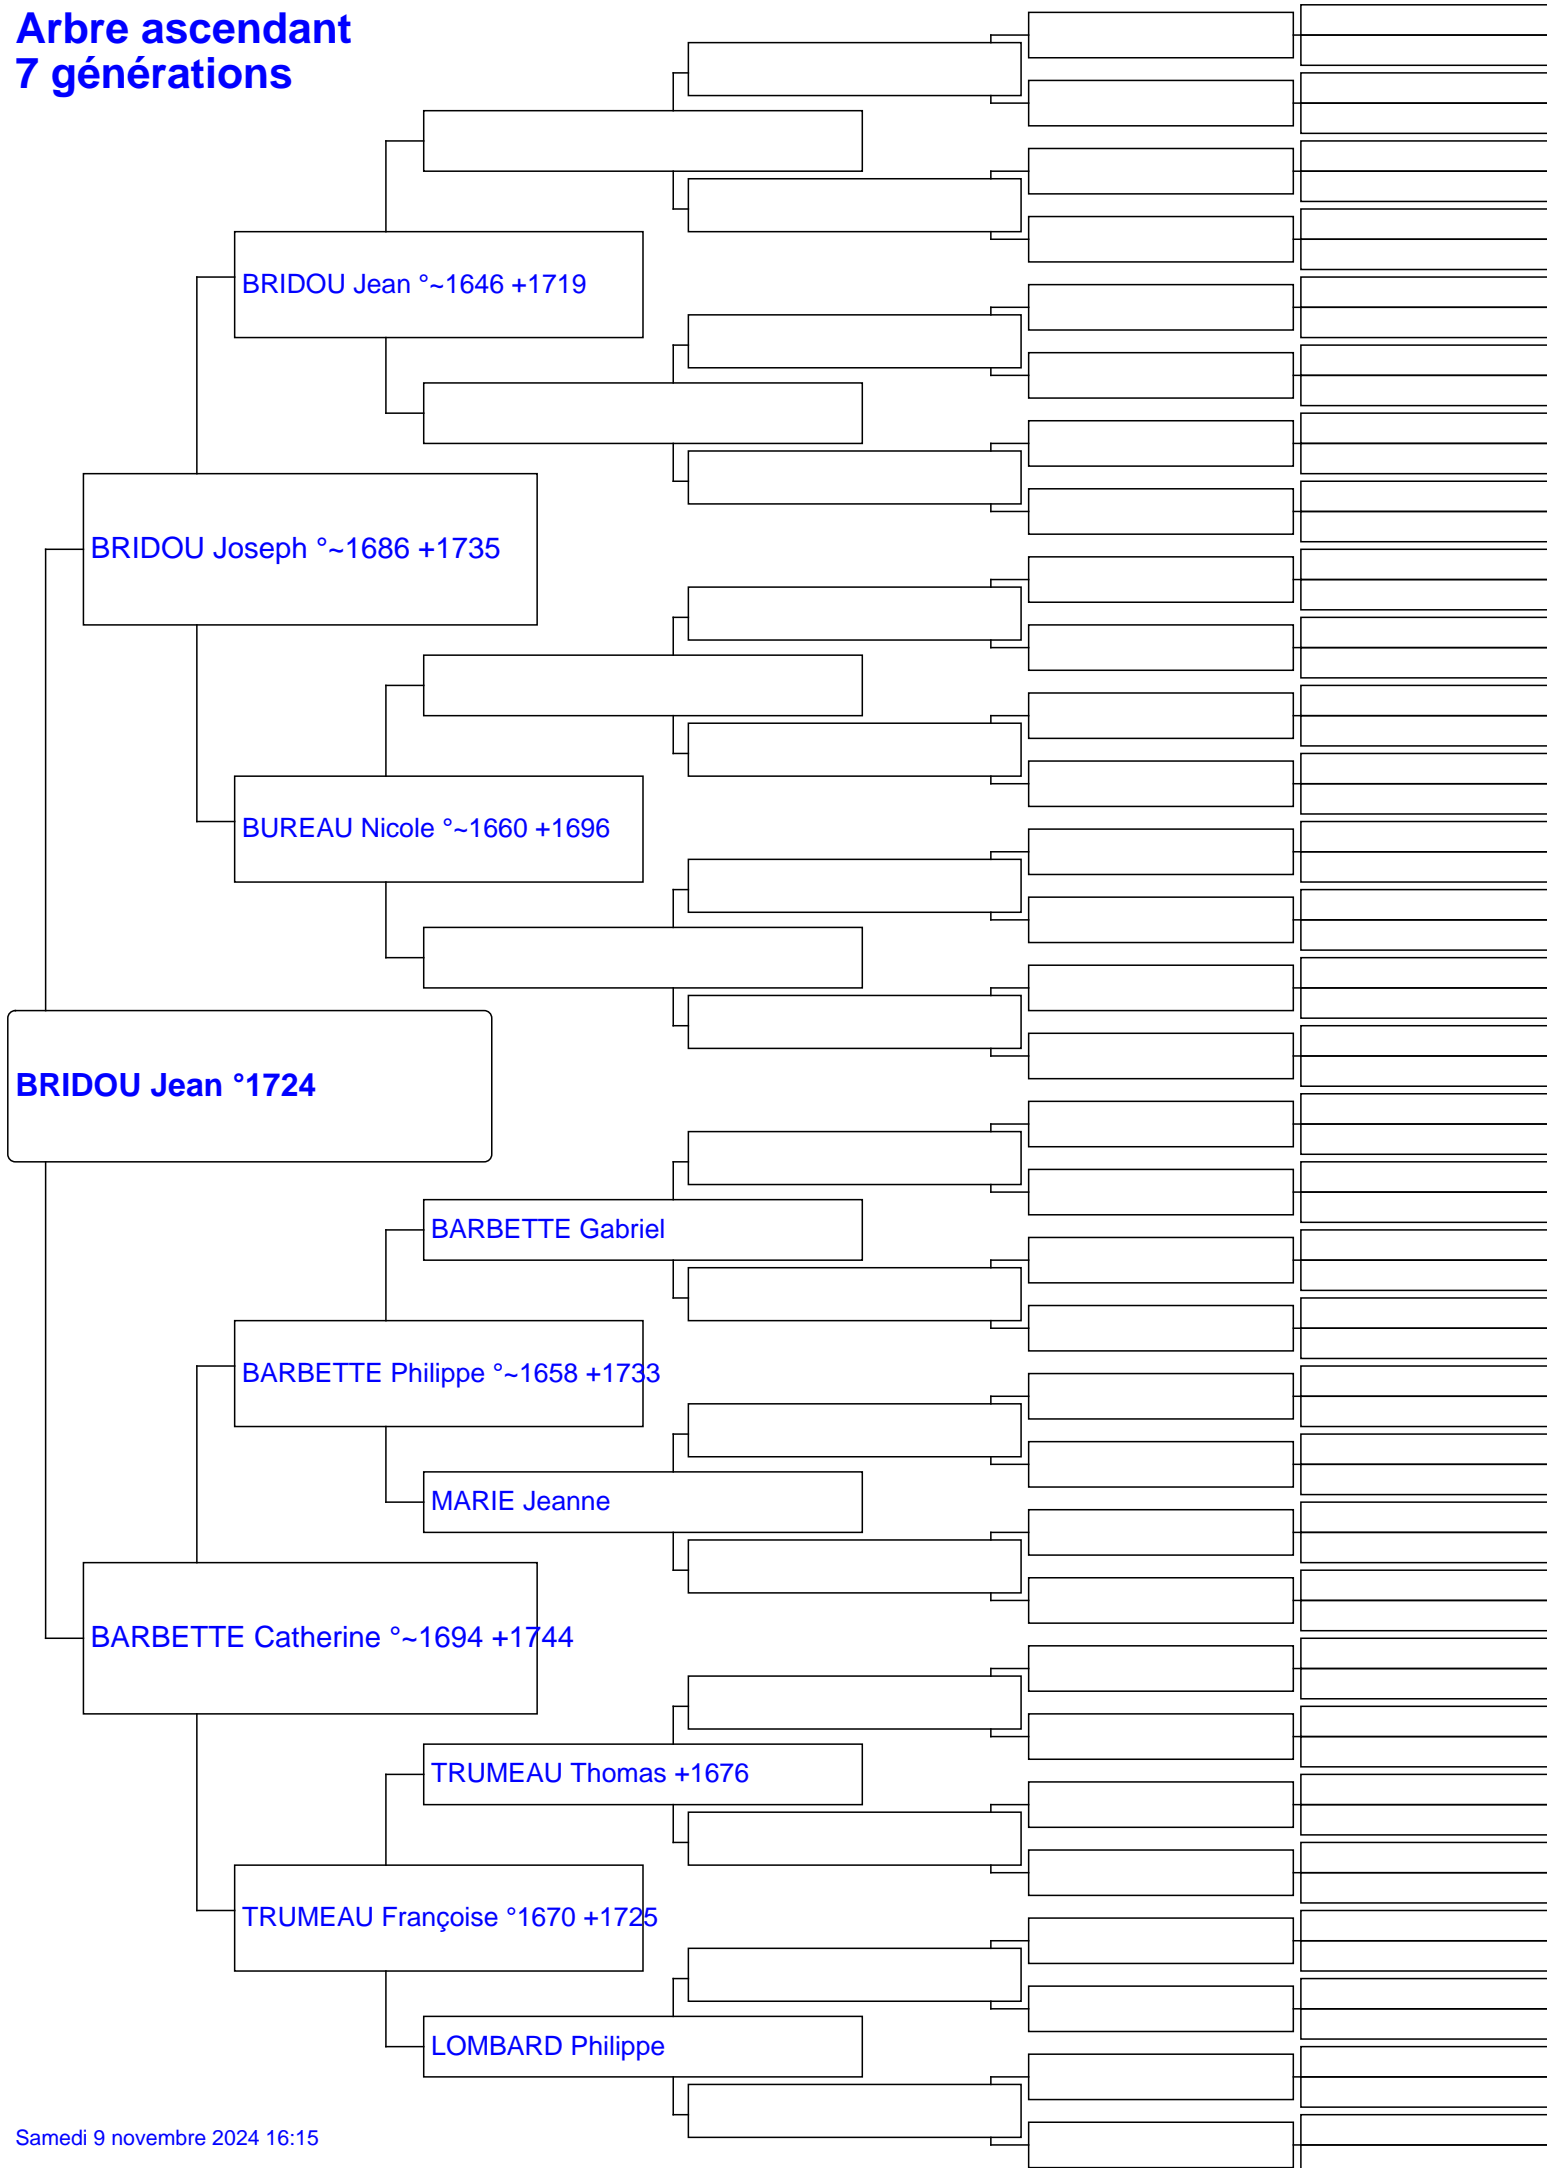 Arbre ascendant
7 générations
BRIDOU Jean °~1646 +1719
BRIDOU Joseph °~1686 +1735
BUREAU Nicole °~1660 +1696
BRIDOU Jean °1724
BARBETTE Gabriel
BARBETTE Philippe °~1658 +1733
MARIE Jeanne
BARBETTE Catherine °~1694 +1744
TRUMEAU Thomas +1676
TRUMEAU Françoise °1670 +1725
LOMBARD Philippe
Samedi 9 novembre 2024 16:15